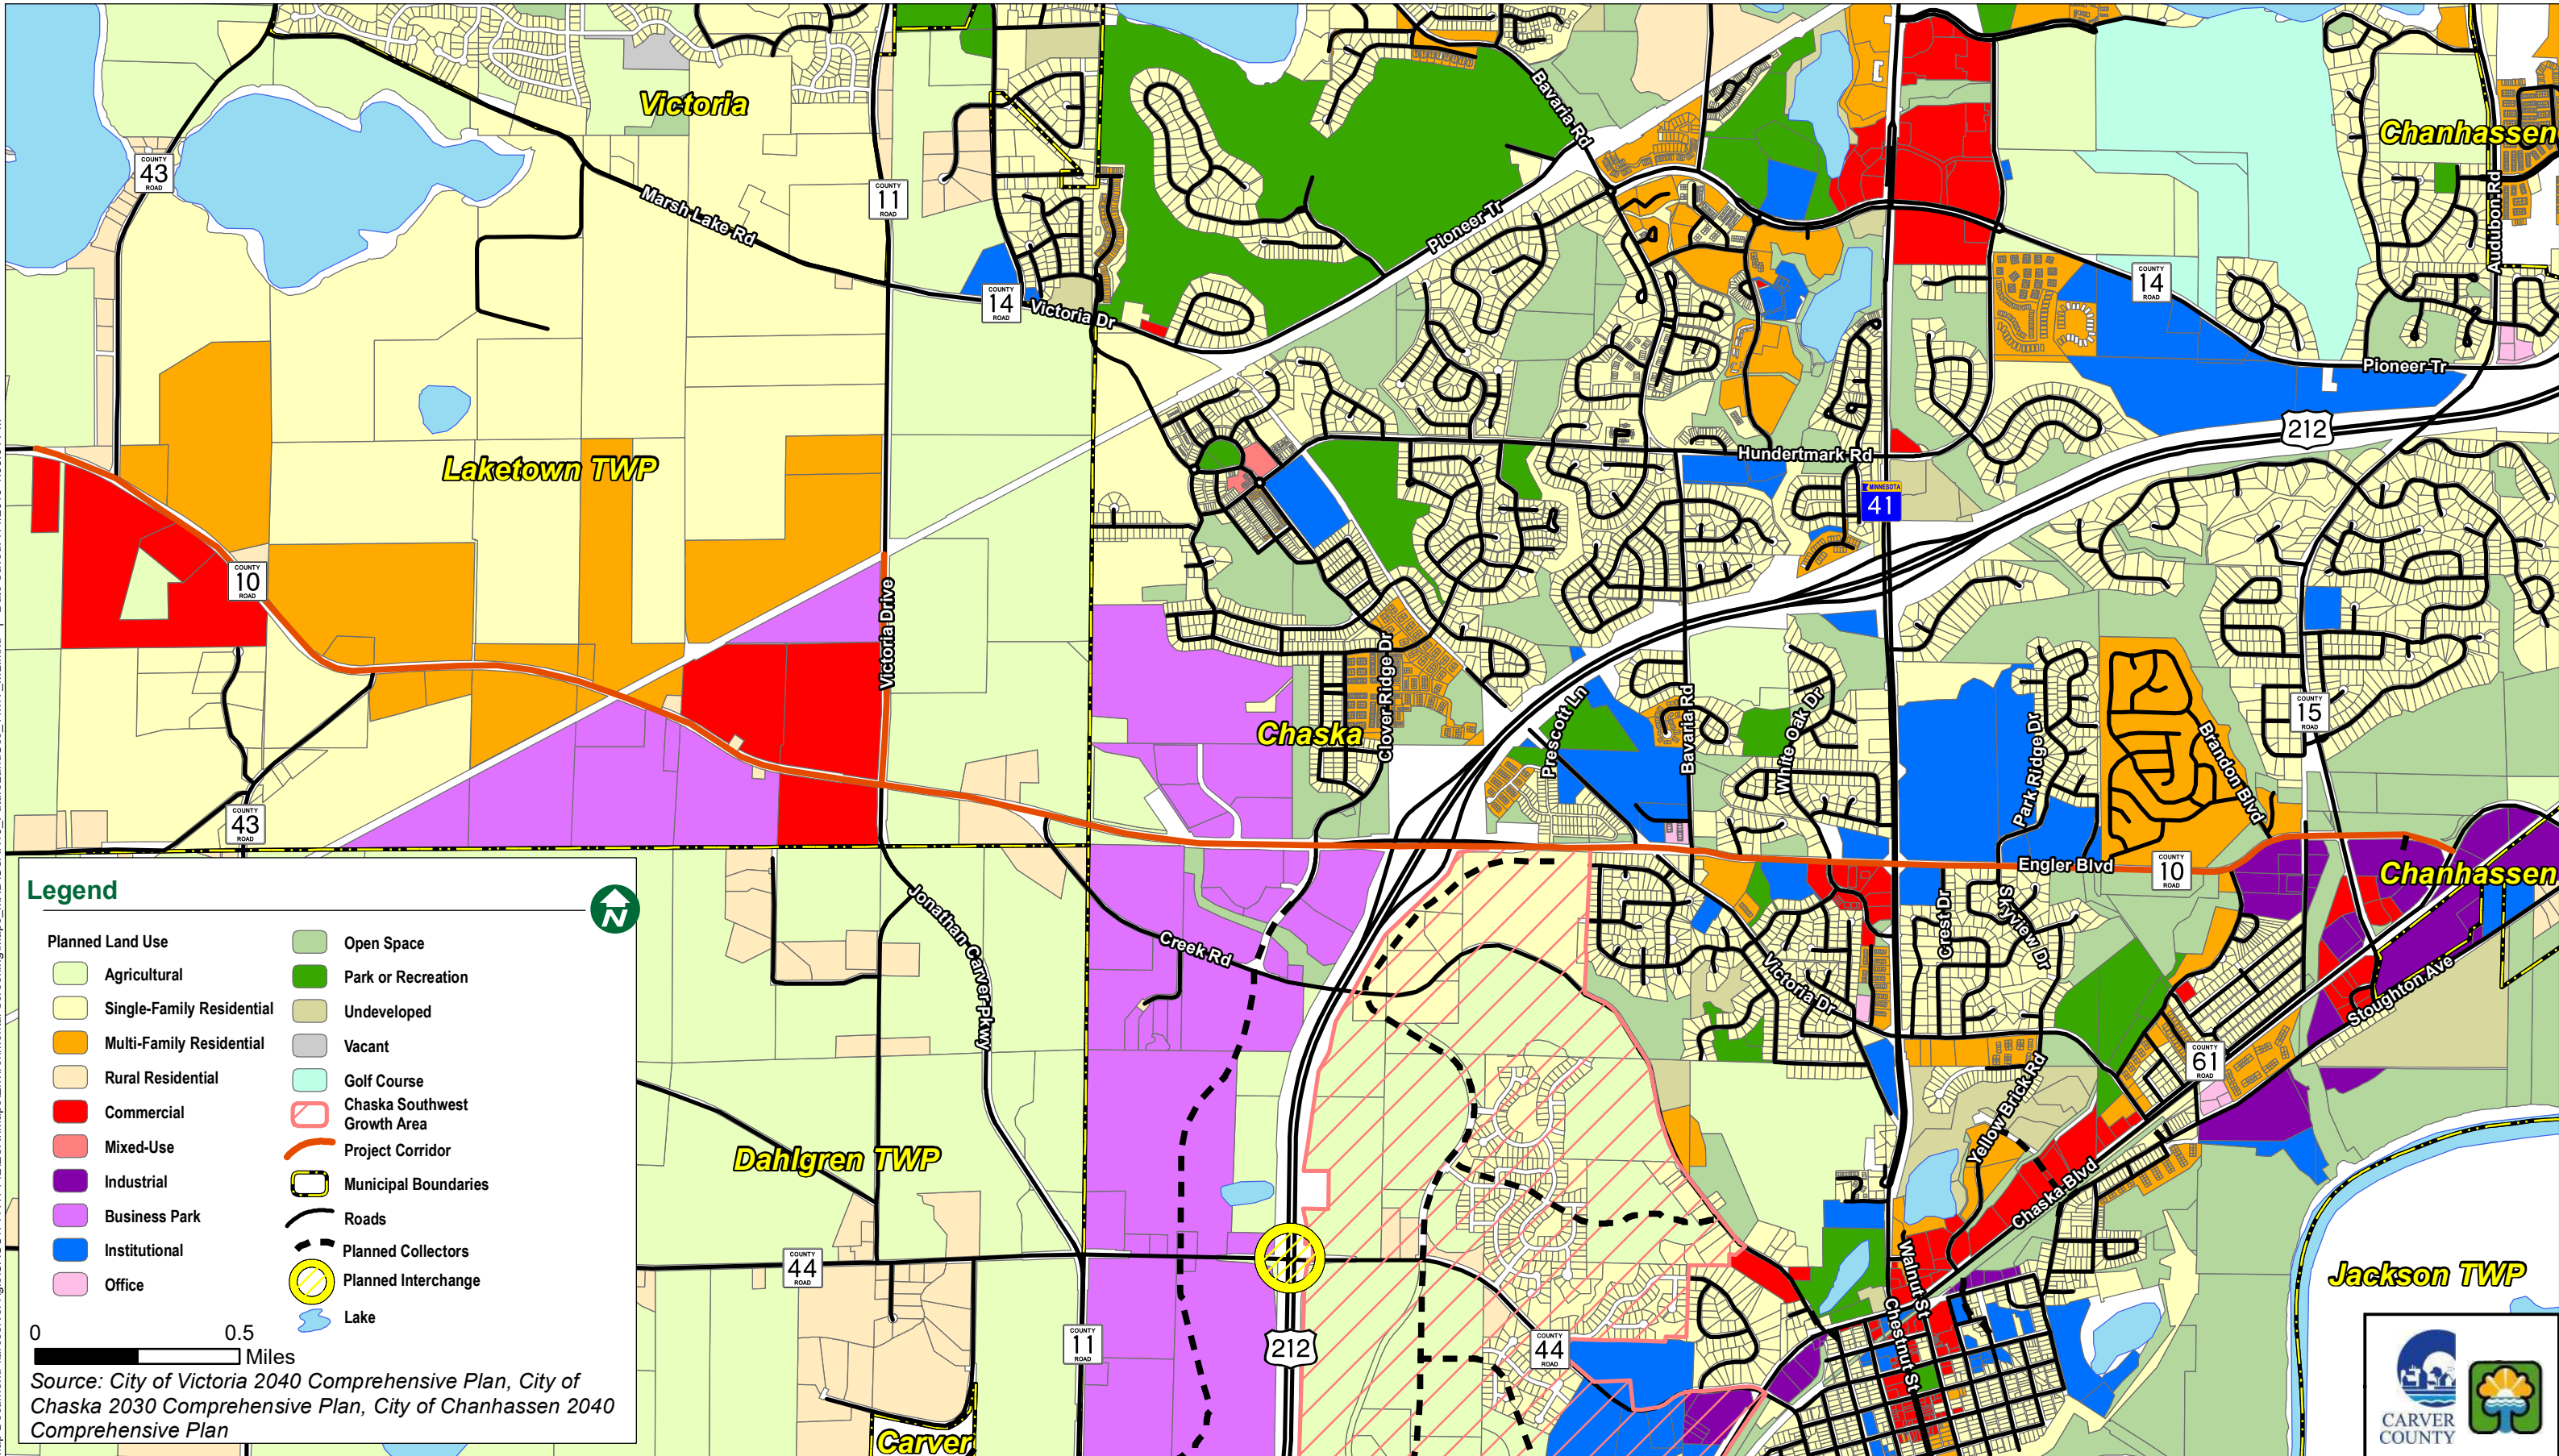 Victoria
Chanhassen
COUNTY
43
ROAD
COUNTY
11
ROAD
Marsh Lake Rd
Bavaria Rd
Pioneer Tr
Audubon Rd
COUNTY
14
ROAD
Victoria Dr
COUNTY
14
ROAD
Pioneer Tr
212
Laketown TWP
Hundertmark Rd
MINNESOTA
41
COUNTY
10
ROAD
Victoria Drive
Clover Ridge Dr
Chaska
Prescott Ln
Bavaria Rd
White Oak Dr
Park Ridge Dr
Brandon Blvd
COUNTY
15
ROAD
COUNTY
43
ROAD
Engler Blvd
COUNTY
10
ROAD
Chanhassen
Jonathan Carver Pkwy
Creek Rd
Victoria Dr
Crest Dr
Skyview Dr
Stoughton Ave
COUNTY
61
ROAD
Yellow Brick Rd
Dahlgren TWP
Chaska Blvd
COUNTY
44
ROAD
Walnut St
Chestnut St
Jackson TWP
COUNTY
11
ROAD
212
COUNTY
44
ROAD
Carver
Legend
N
Planned Land Use
Agricultural
Single-Family Residential
Multi-Family Residential
Rural Residential
Commercial
Mixed-Use
Industrial
Business Park
Institutional
Office
Open Space
Park or Recreation
Undeveloped
Vacant
Golf Course
Chaska Southwest
Growth Area
Project Corridor
Municipal Boundaries
Roads
Planned Collectors
Planned Interchange
Lake
0 0.5
Miles
Source: City of Victoria 2040 Comprehensive Plan, City of
Chaska 2030 Comprehensive Plan, City of Chanhassen 2040
Comprehensive Plan
CARVER
COUNTY